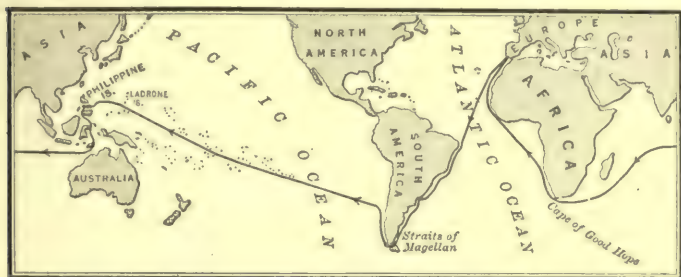 ASIA
PHILIPPINE
IS.
LADRONE
IS.
AUSTRALIA
PACIFIC OCEAN
NORTH
AMERICA
SOUTH
AMERICA
Straits of
Magellan
ATLANTIC OCEAN
EUROPE
ASIA
AFRICA
Cape of Good Hope